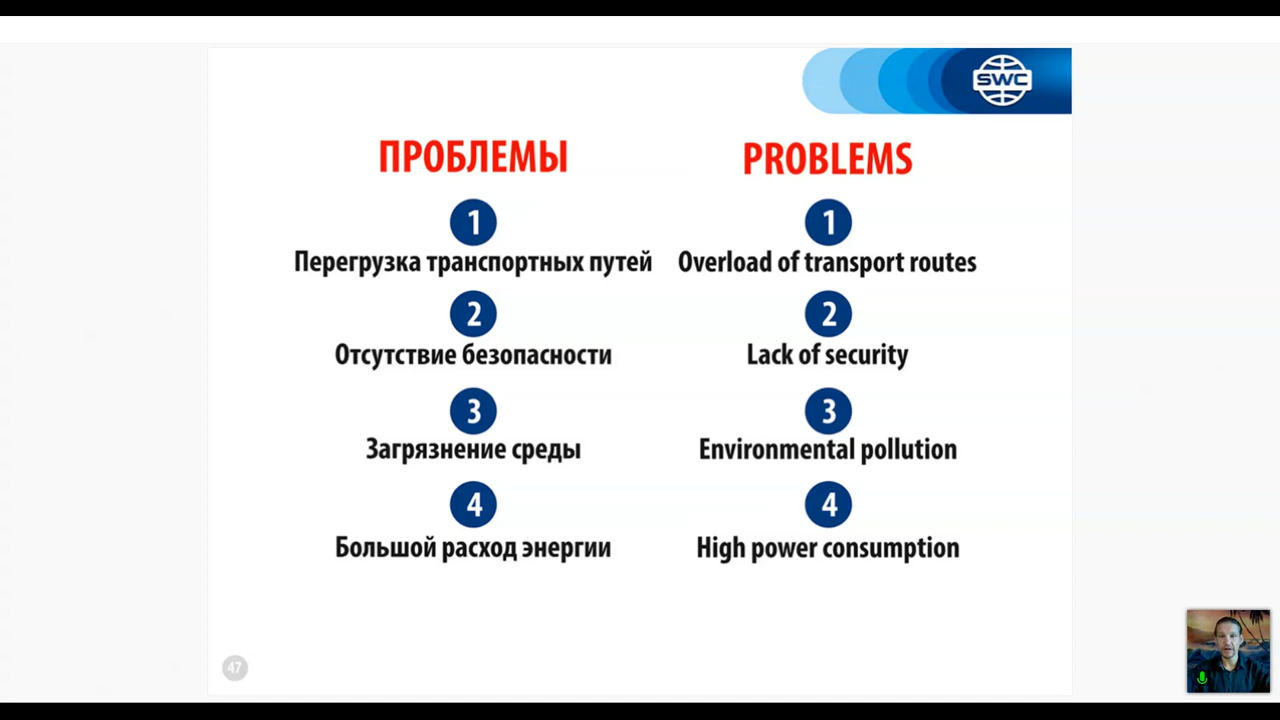 SWC
ПРОБЛЕМЫ
1
Перегрузка транспортных путей
2
Отсутствие безопасности
3
Загрязнение среды
4
Большой расход энергии
PROBLEMS
1
Overload of transport routes
2
Lack of security
3
Environmental pollution
4
High power consumption
47